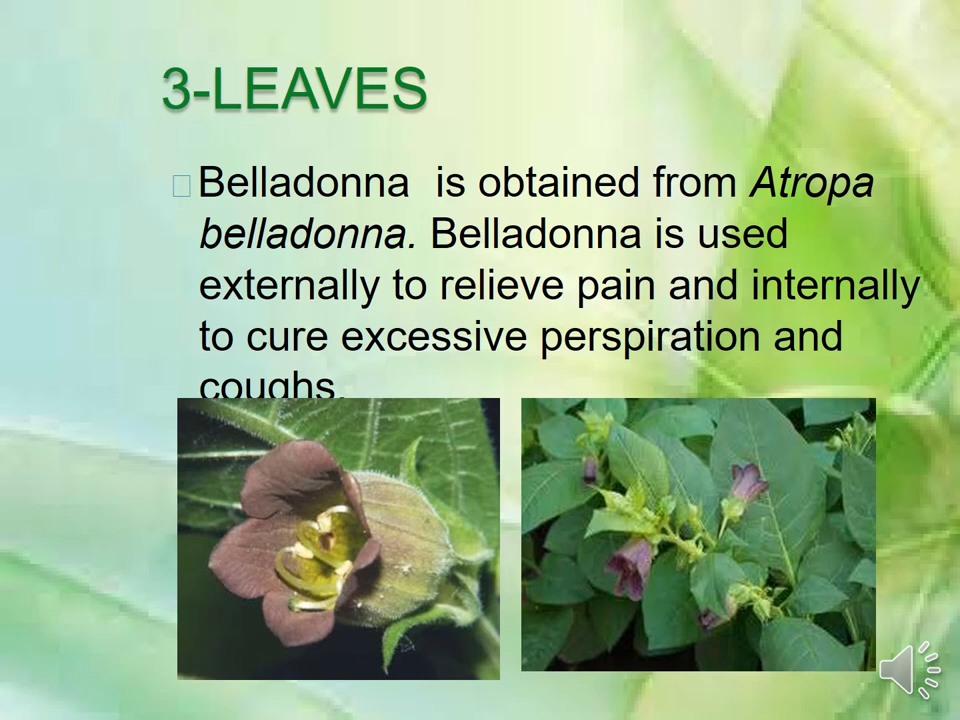 3-LEAVES
Belladonna  is obtained from Atropa
belladonna. Belladonna is used
externally to relieve pain and internally
to cure excessive perspiration and
coughs.